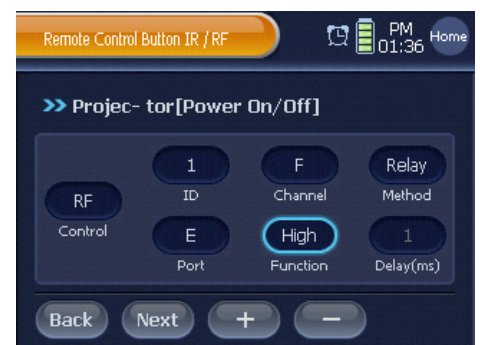 Remote Control Button IR / RF
PM
01:36
Home
>> Projec- tor[Power On/Off]
1
F
Relay
RF
ID
Channel
Method
Control
E
High
1
Port
Function
Delay(ms)
Back
Next
+
−